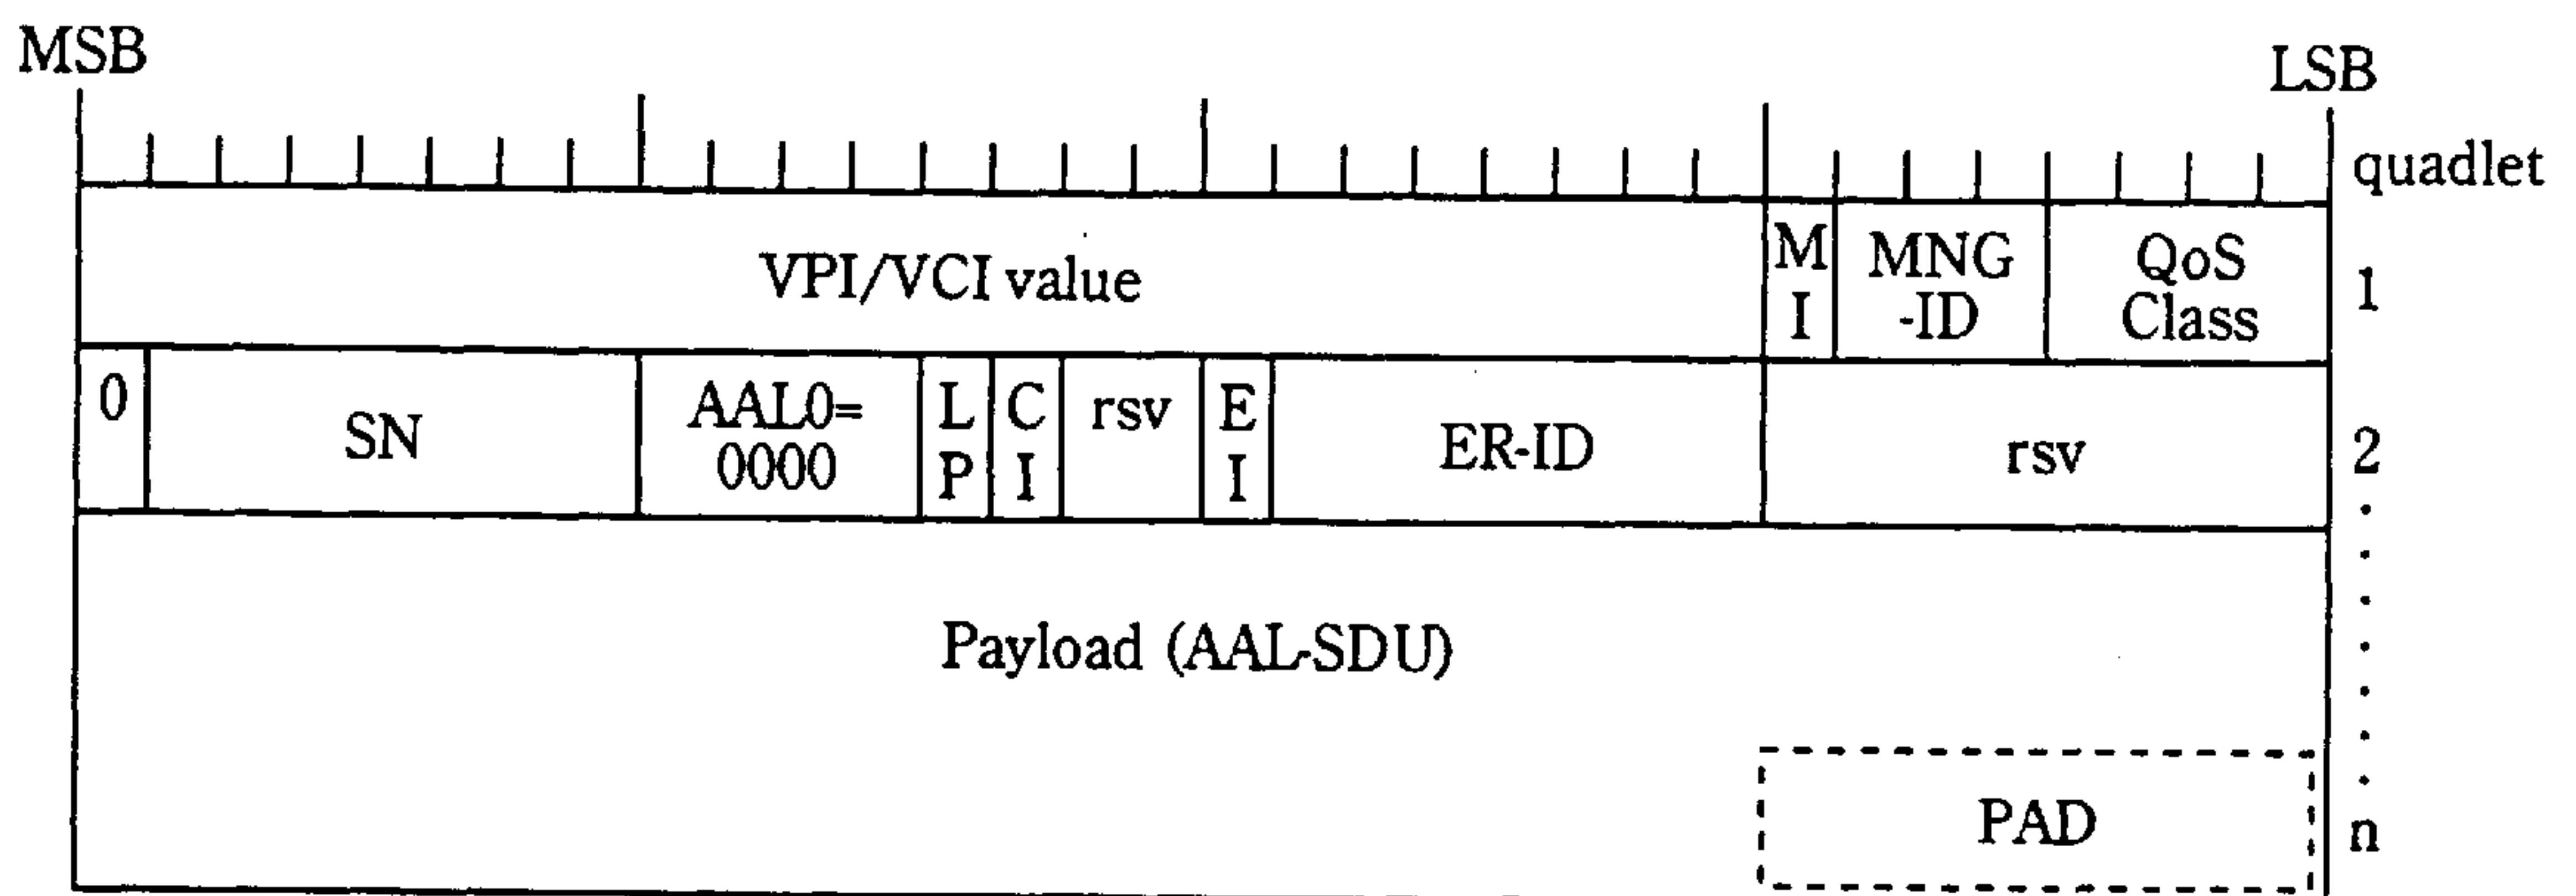 MSB
LSB
quadlet
VPI/VCI value
M
I
MNG
-ID
QoS
Class
1
0
SN
AAL0=
0000
L
P
C
I
rsv
E
I
ER-ID
rsv
2
Payload (AAL-SDU)
PAD
n